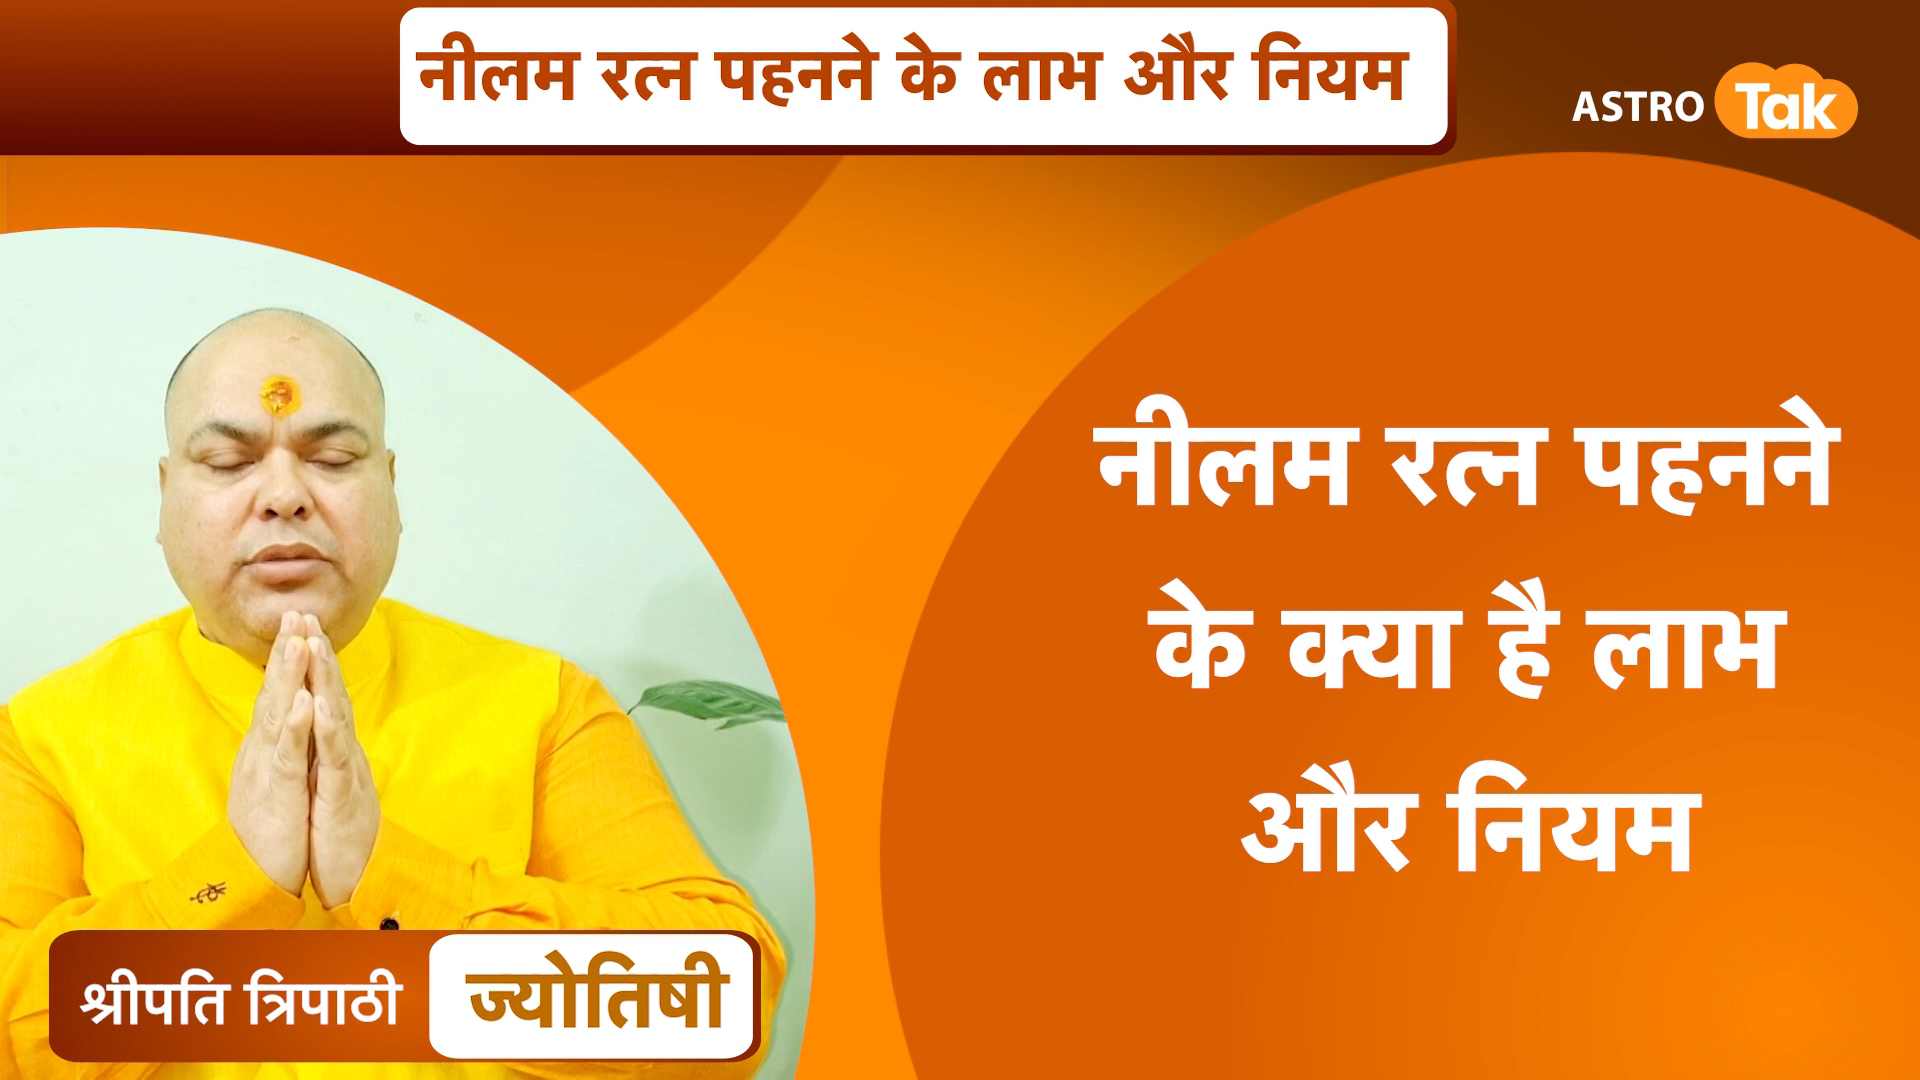 नीलम रत्न पहनने के लाभ और नियम
ASTRO Tak
नीलम रत्न पहनने
के क्या है लाभ
और नियम
श्रीपति त्रिपाठी
ज्योतिषी